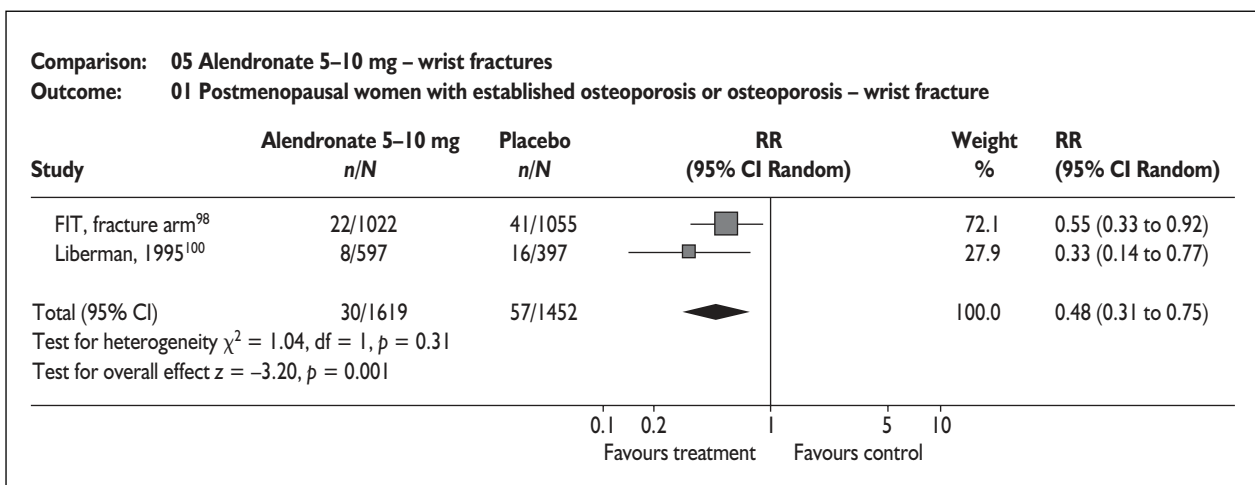 Comparison: 05 Alendronate 5–10 mg – wrist fractures
Outcome: 01 Postmenopausal women with established osteoporosis or osteoporosis – wrist fracture
Alendronate 5–10 mg Placebo RR Weight RR
Study n/N n/N (95% CI Random) % (95% CI Random)
FIT, fracture arm⁹⁸ 22/1022 41/1055 72.1 0.55 (0.33 to 0.92)
Liberman, 1995¹⁰⁰ 8/597 16/397 27.9 0.33 (0.14 to 0.77)
Total (95% CI) 30/1619 57/1452 100.0 0.48 (0.31 to 0.75)
Test for heterogeneity χ² = 1.04, df = 1, p = 0.31
Test for overall effect z = –3.20, p = 0.001
0.1 0.2 1 5 10
Favours treatment Favours control